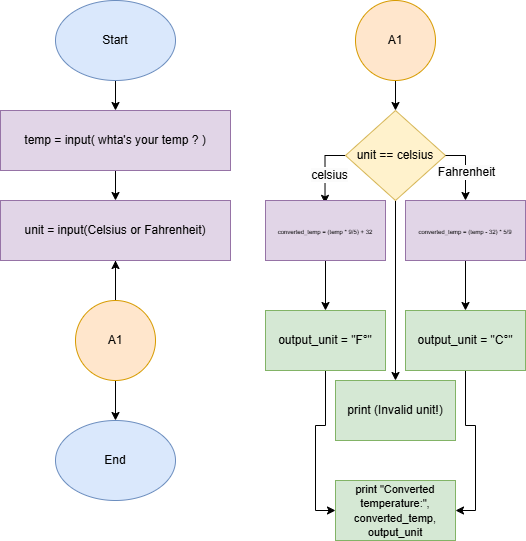 Start
temp = input( whta's your temp ? )
unit = input(Celsius or Fahrenheit)
A1
End
A1
unit == celsius
celsius
Fahrenheit
converted_temp = (temp * 9/5) + 32
converted_temp = (temp - 32) * 5/9
output_unit = "F°"
output_unit = "C°"
print (Invalid unit!)
print "Converted
temperature:",
converted_temp,
output_unit